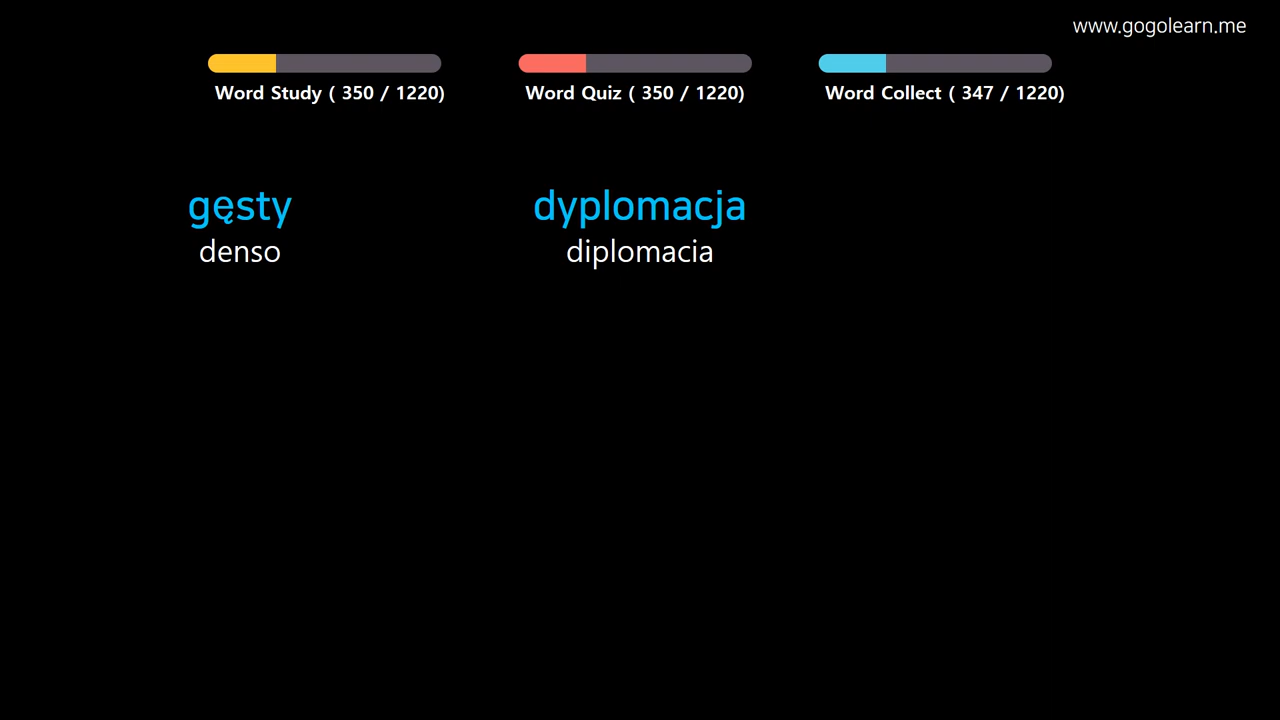 www.gogolearn.me
Word Study ( 350 / 1220)
Word Quiz ( 350 / 1220)
Word Collect ( 347 / 1220)
gęsty
denso
dyplomacja
diplomacia